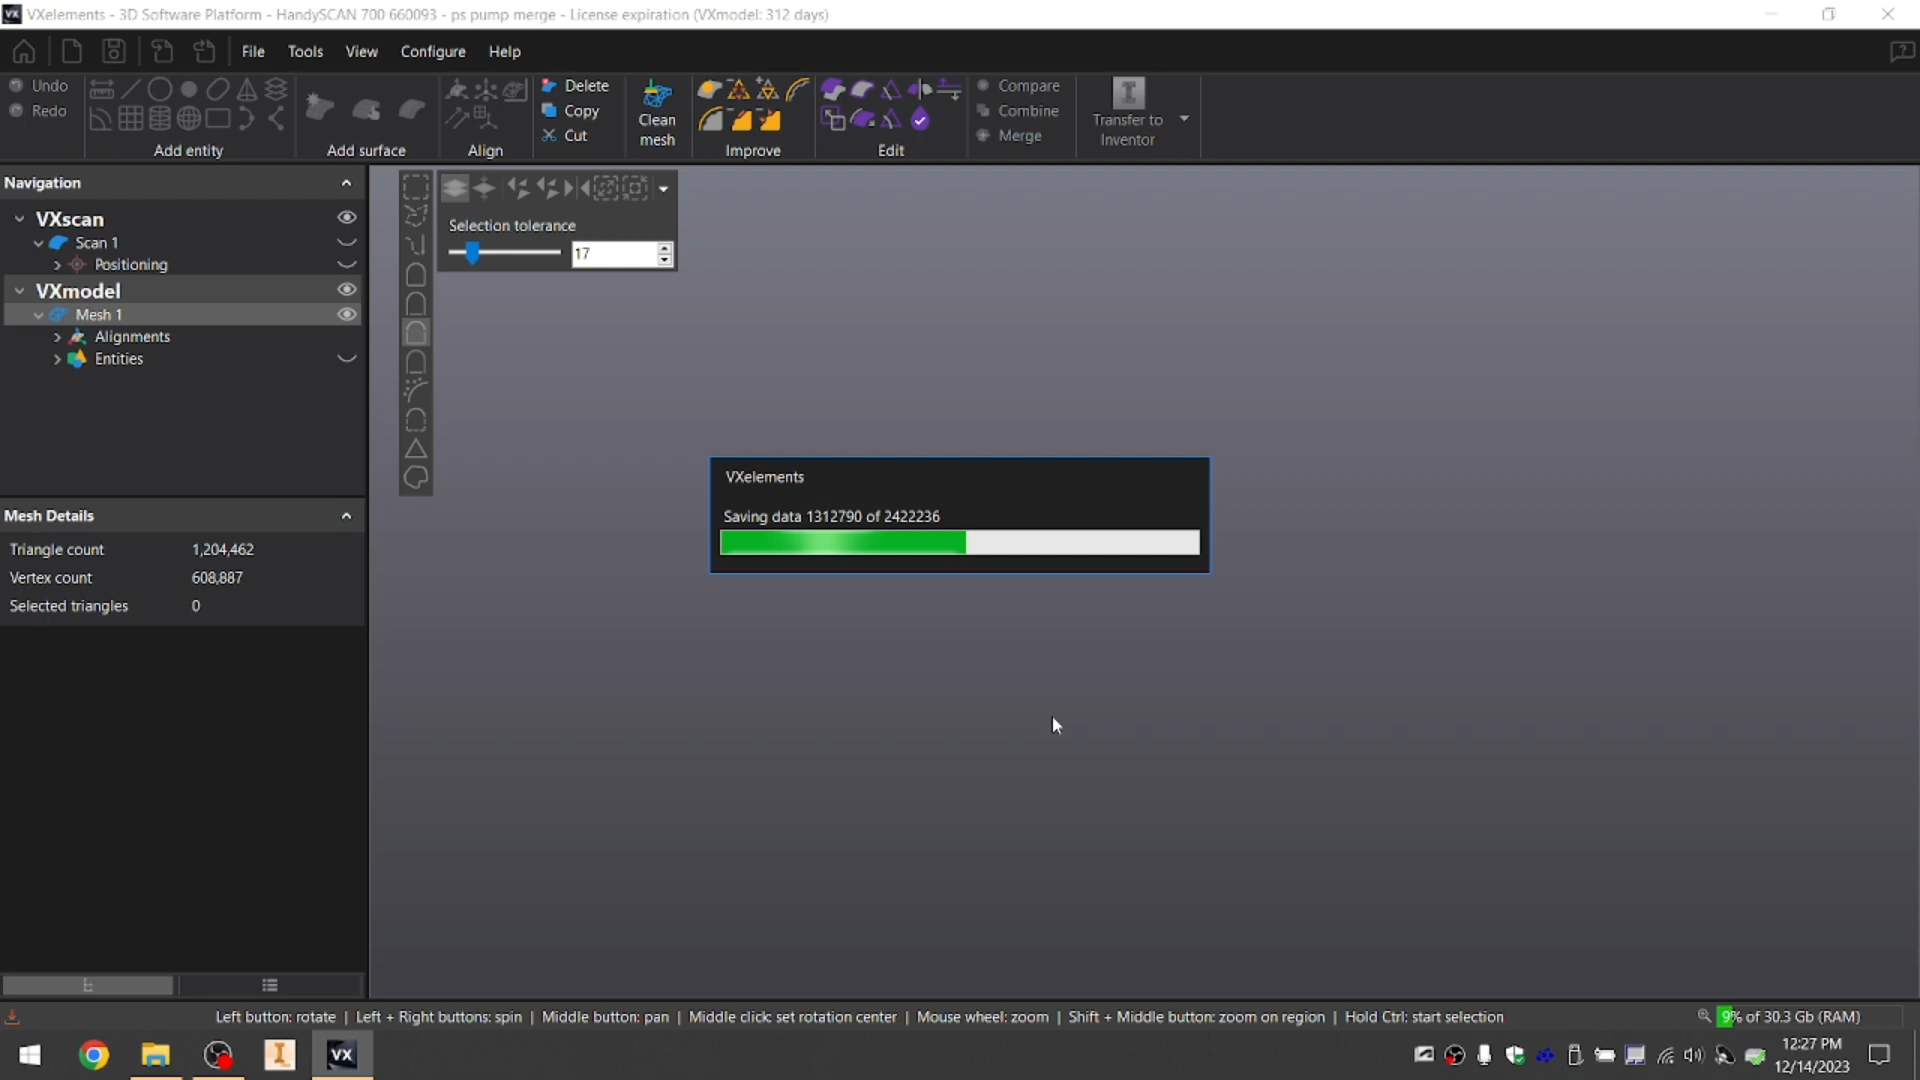 VXelements - 3D Software Platform - HandySCAN 700 660093 - ps pump merge - License expiration (VXmodel: 312 days)
File Tools View Configure Help
Undo
Redo
Add entity
Add surface
Align
Delete
Copy
Cut
Clean
mesh
Improve
Edit
Compare
Combine
Merge
Transfer to
Inventor
Navigation
VXscan
Scan 1
Positioning
VXmodel
Mesh 1
Alignments
Entities
Selection tolerance
17
Mesh Details
Triangle count 1,204,462
Vertex count 608,887
Selected triangles 0
VXelements
Saving data 1312790 of 2422236
Left button: rotate | Left + Right buttons: spin | Middle button: pan | Middle click: set rotation center | Mouse wheel: zoom | Shift + Middle button: zoom on region | Hold Ctrl: start selection
9% of 30.3 Gb (RAM)
VX
12:27 PM
12/14/2023